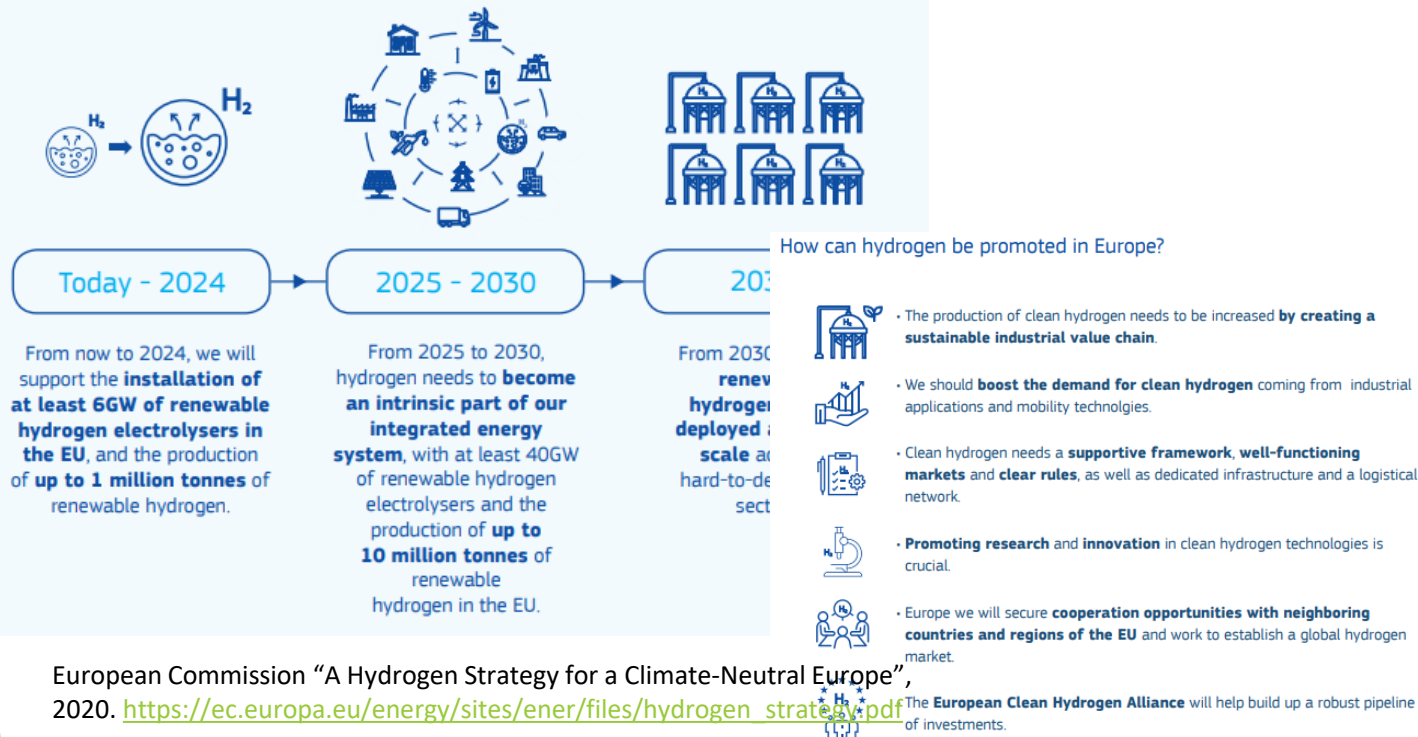 H₂
H₂
Today - 2024
From now to 2024, we will
support the installation of
at least 6GW of renewable
hydrogen electrolysers in
the EU, and the production
of up to 1 million tonnes of
renewable hydrogen.
2025 - 2030
From 2025 to 2030,
hydrogen needs to become
an intrinsic part of our
integrated energy
system, with at least 40GW
of renewable hydrogen
electrolysers and the
production of up to
10 million tonnes of
renewable
hydrogen in the EU.
From 2030
hard-to-de
sect
scale
deployed
hydrogen
renew
How can hydrogen be promoted in Europe?
• The production of clean hydrogen needs to be increased by creating a
sustainable industrial value chain.
• We should boost the demand for clean hydrogen coming from industrial
applications and mobility technolgies.
• Clean hydrogen needs a supportive framework, well-functioning
markets and clear rules, as well as dedicated infrastructure and a logistical
network.
• Promoting research and innovation in clean hydrogen technologies is
crucial.
• Europe we will secure cooperation opportunities with neighboring
countries and regions of the EU and work to establish a global hydrogen
market.
The European Clean Hydrogen Alliance will help build up a robust pipeline
of investments.
European Commission “A Hydrogen Strategy for a Climate-Neutral Europe”,
2020. https://ec.europa.eu/energy/sites/ener/files/hydrogen_strategy.pdf